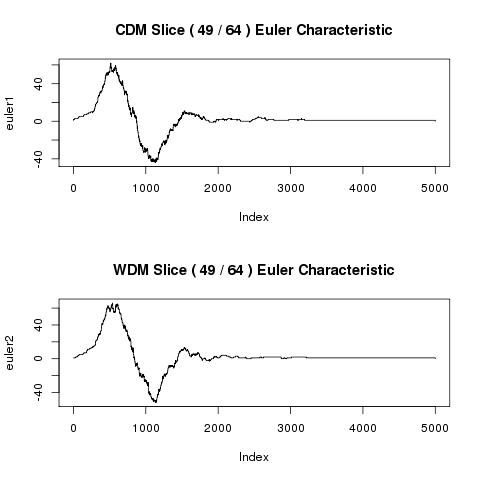 CDM Slice ( 49 / 64 ) Euler Characteristic
euler1
40
0
-40
0 1000 2000 3000 4000 5000
Index
WDM Slice ( 49 / 64 ) Euler Characteristic
euler2
40
0
-40
0 1000 2000 3000 4000 5000
Index